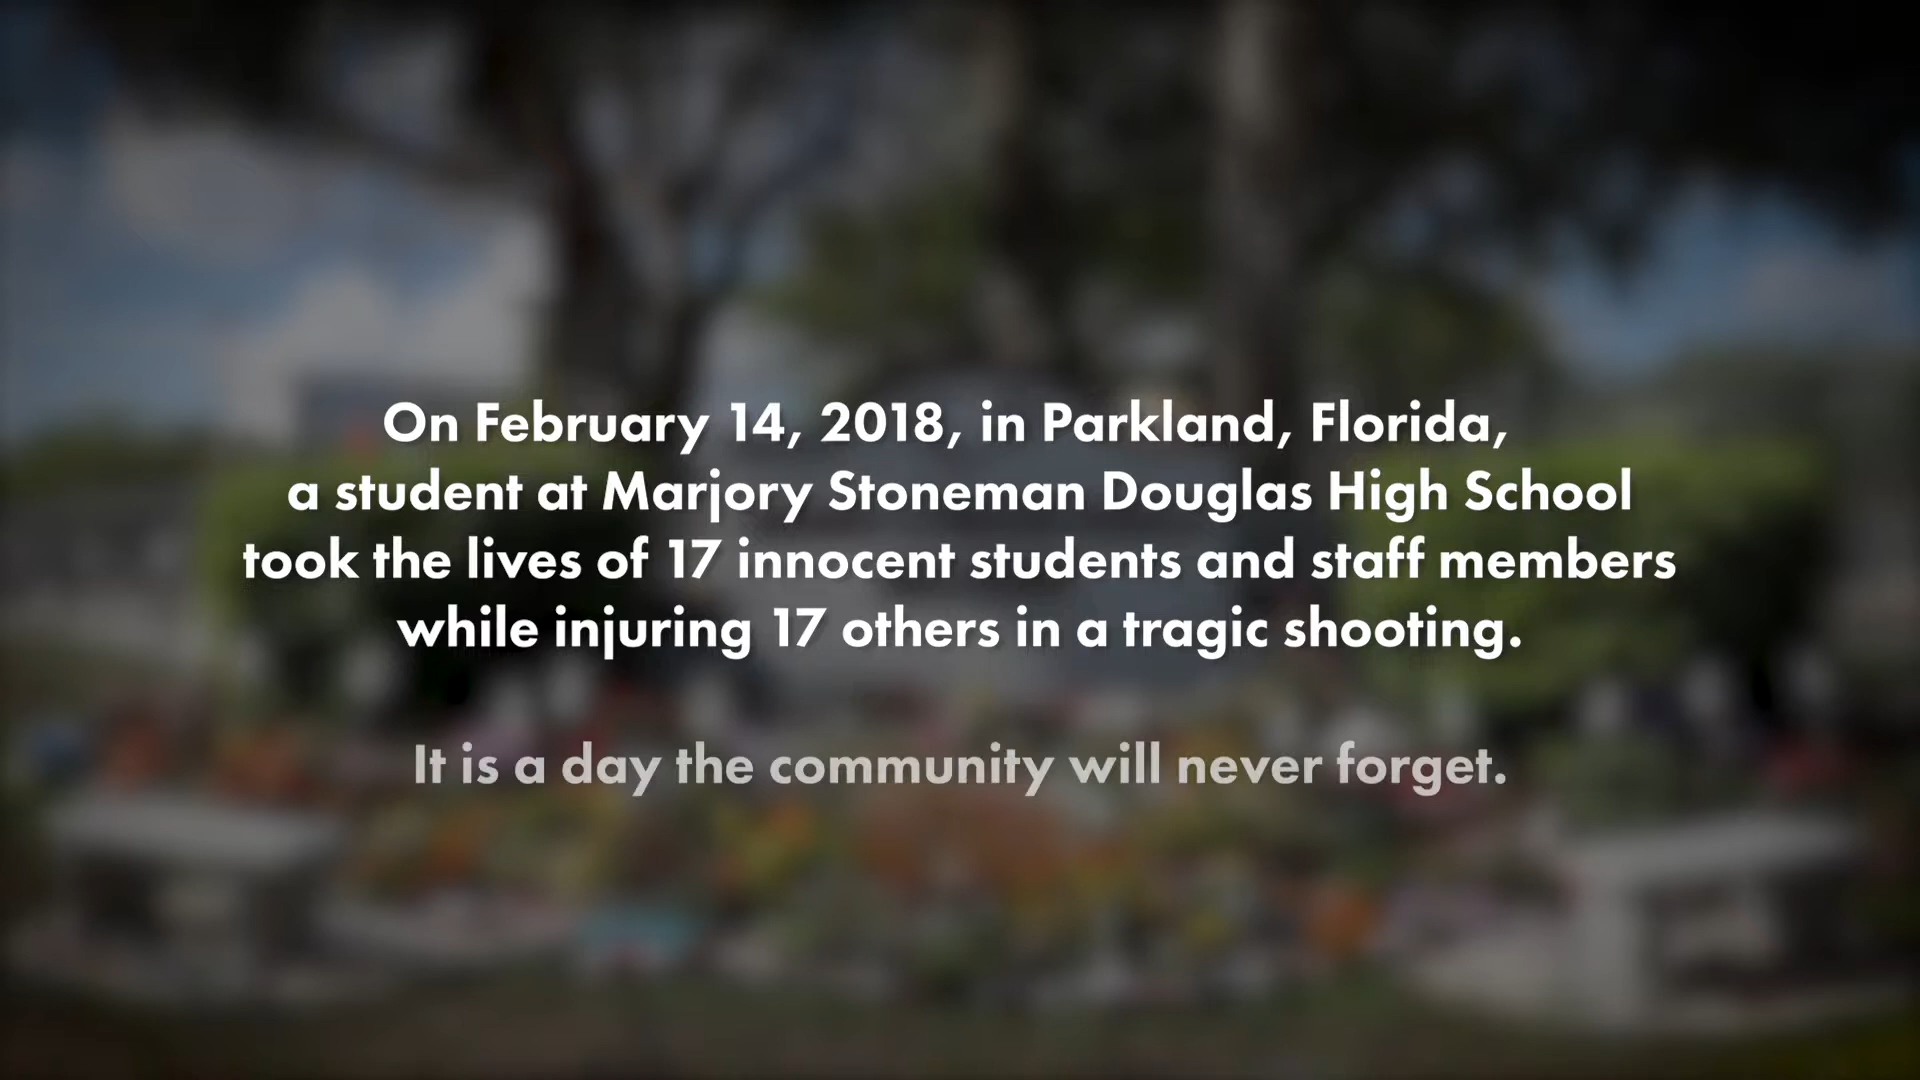 On February 14, 2018, in Parkland, Florida,
a student at Marjory Stoneman Douglas High School
took the lives of 17 innocent students and staff members
while injuring 17 others in a tragic shooting.
It is a day the community will never forget.